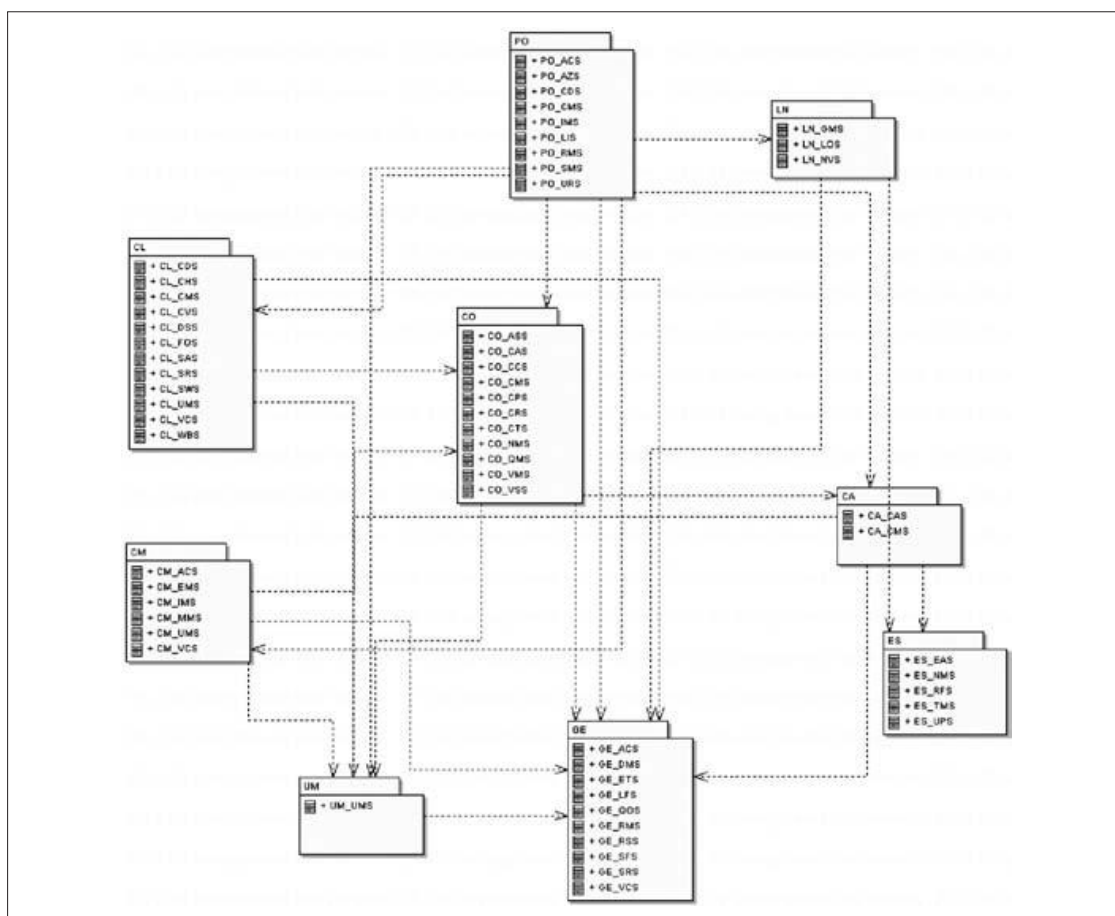 PO
+ PO_ACS
+ PO_AZS
+ PO_CDS
+ PO_CMS
+ PO_IMS
+ PO_LIS
+ PO_RMS
+ PO_SMS
+ PO_URS
LN
+ LN_GMS
+ LN_LOS
+ LN_NVS
CL
+ CL_CDS
+ CL_CHS
+ CL_CMS
+ CL_CVS
+ CL_DSS
+ CL_FOS
+ CL_SAS
+ CL_SRS
+ CL_SWS
+ CL_UMS
+ CL_VCS
+ CL_WBS
CO
+ CO_ASS
+ CO_CAS
+ CO_CCS
+ CO_CMS
+ CO_CPS
+ CO_CRS
+ CO_CTS
+ CO_NMS
+ CO_QMS
+ CO_VMS
+ CO_VSS
CA
+ CA_CAS
+ CA_CMS
CM
+ CM_ACS
+ CM_EMS
+ CM_IMS
+ CM_MMS
+ CM_UMS
+ CM_VCS
ES
+ ES_EAS
+ ES_NMS
+ ES_RFS
+ ES_TMS
+ ES_UPS
GE
+ GE_ACS
+ GE_DMS
+ GE_ETS
+ GE_LFS
+ GE_QOS
+ GE_RMS
+ GE_RSS
+ GE_SFS
+ GE_SRS
+ GE_VCS
UM
+ UM_UMS